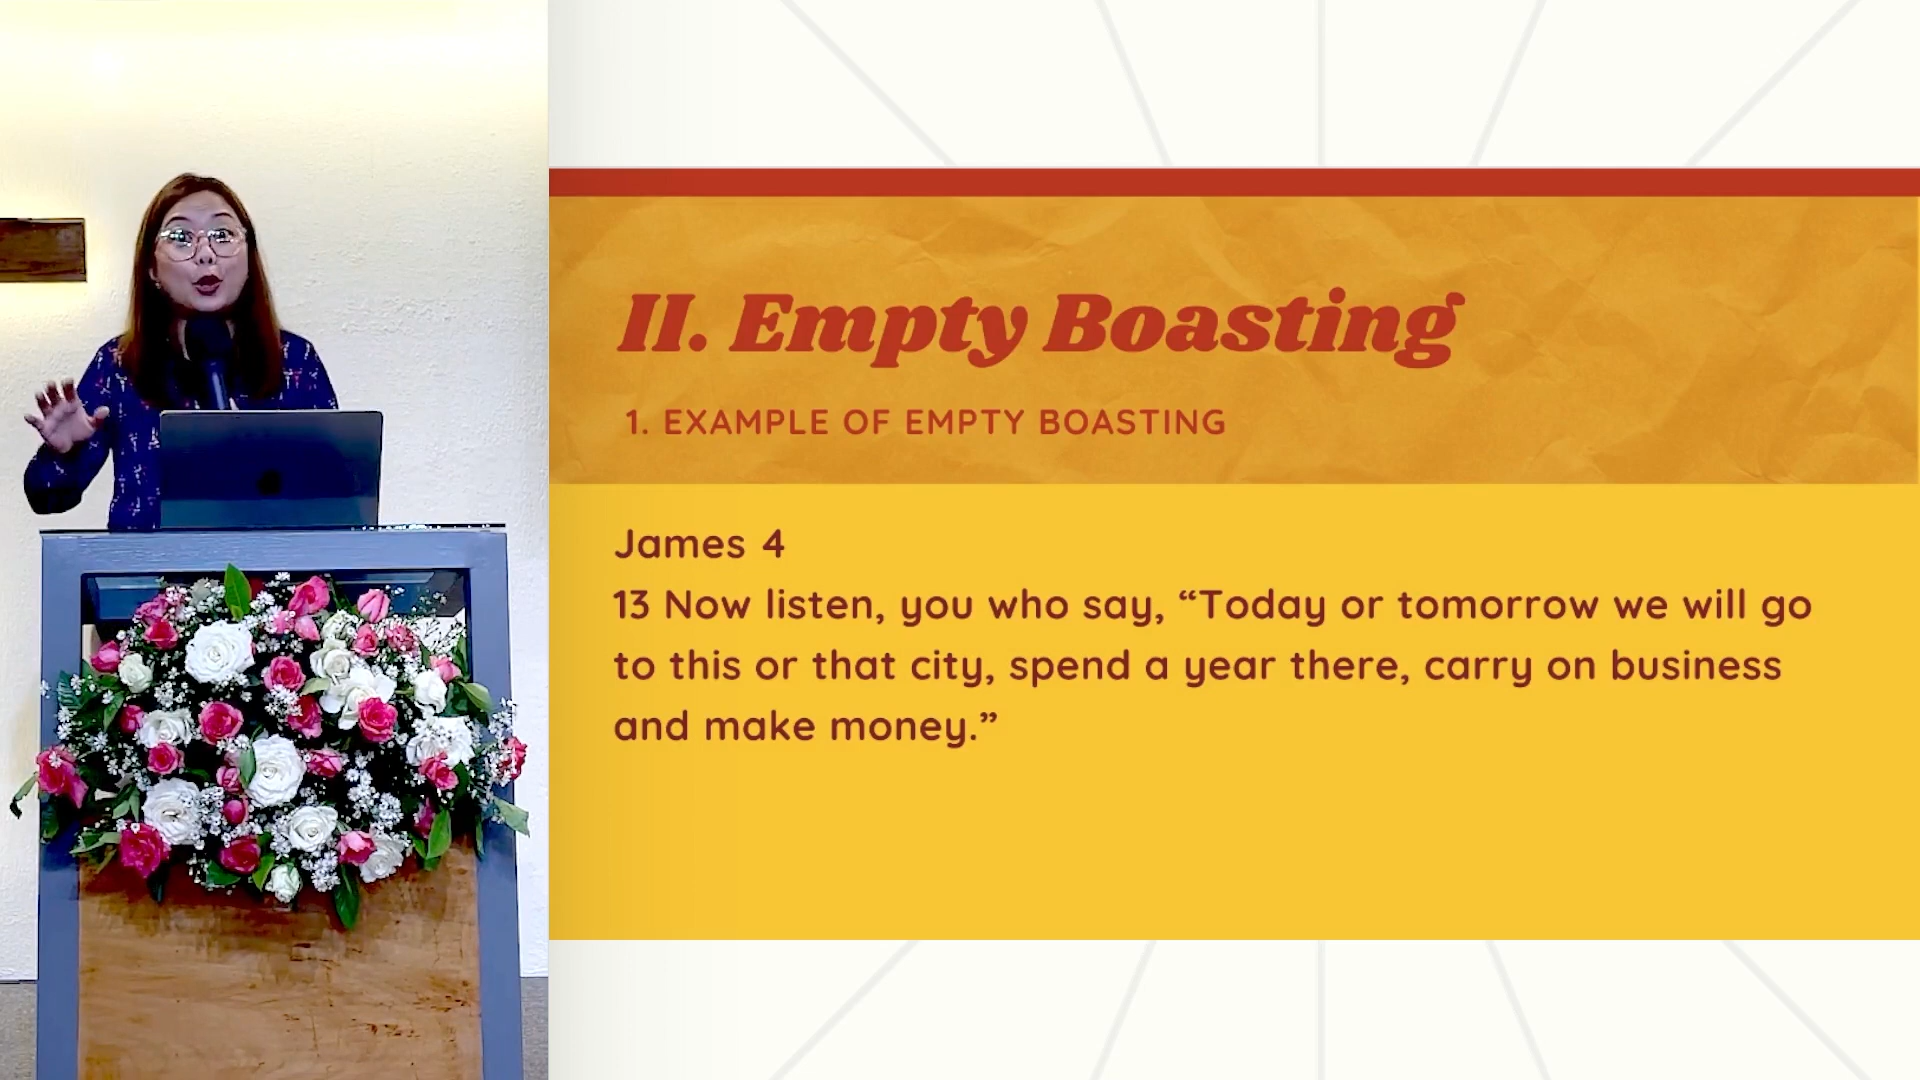 II. Empty Boasting
1. EXAMPLE OF EMPTY BOASTING
James 4
13 Now listen, you who say, “Today or tomorrow we will go
to this or that city, spend a year there, carry on business
and make money.”